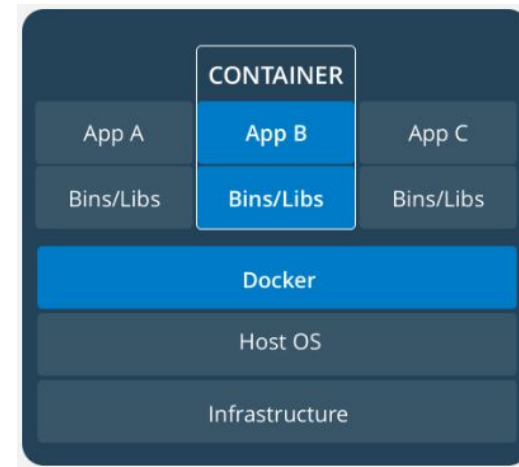 CONTAINER
App A App B App C
Bins/Libs Bins/Libs Bins/Libs
Docker
Host OS
Infrastructure